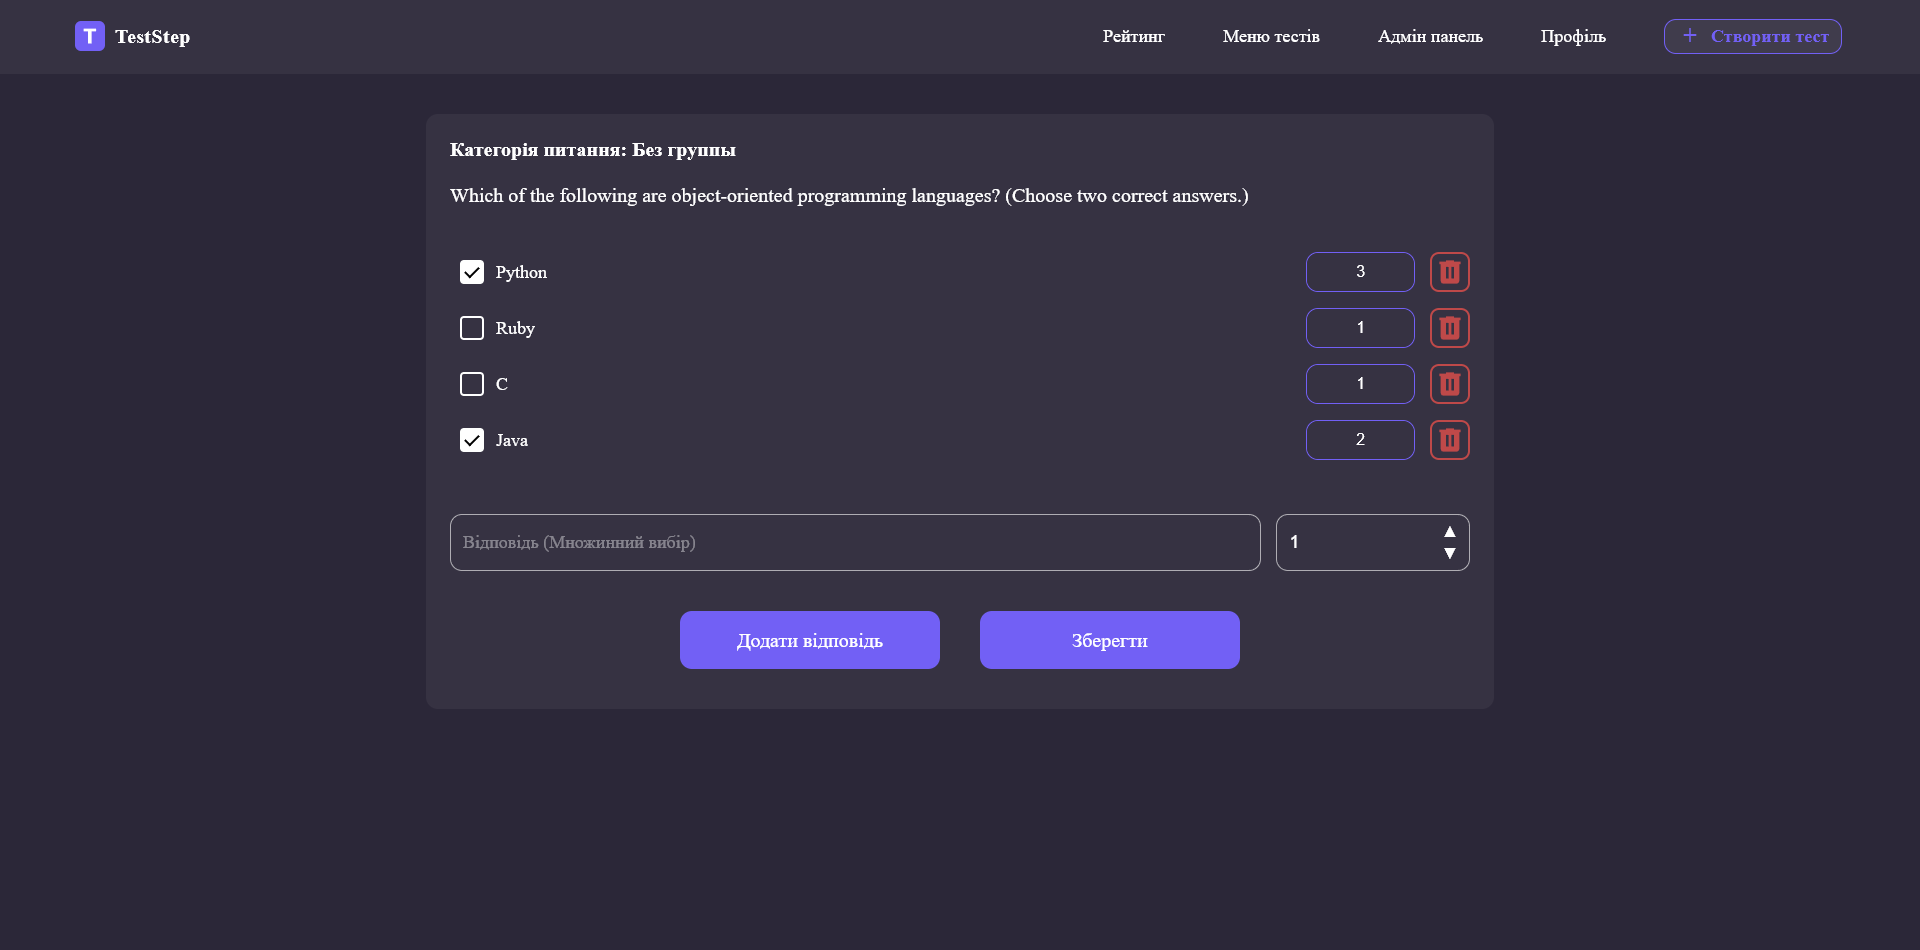 T TestStep
Рейтинг
Меню тестів
Адмін панель
Профіль
+ Створити тест
Категорія питання: Без группы
Which of the following are object-oriented programming languages? (Choose two correct answers.)
Python 3
Ruby 1
C 1
Java 2
Відповідь (Множинний вибір) 1
Додати відповідь
Зберегти